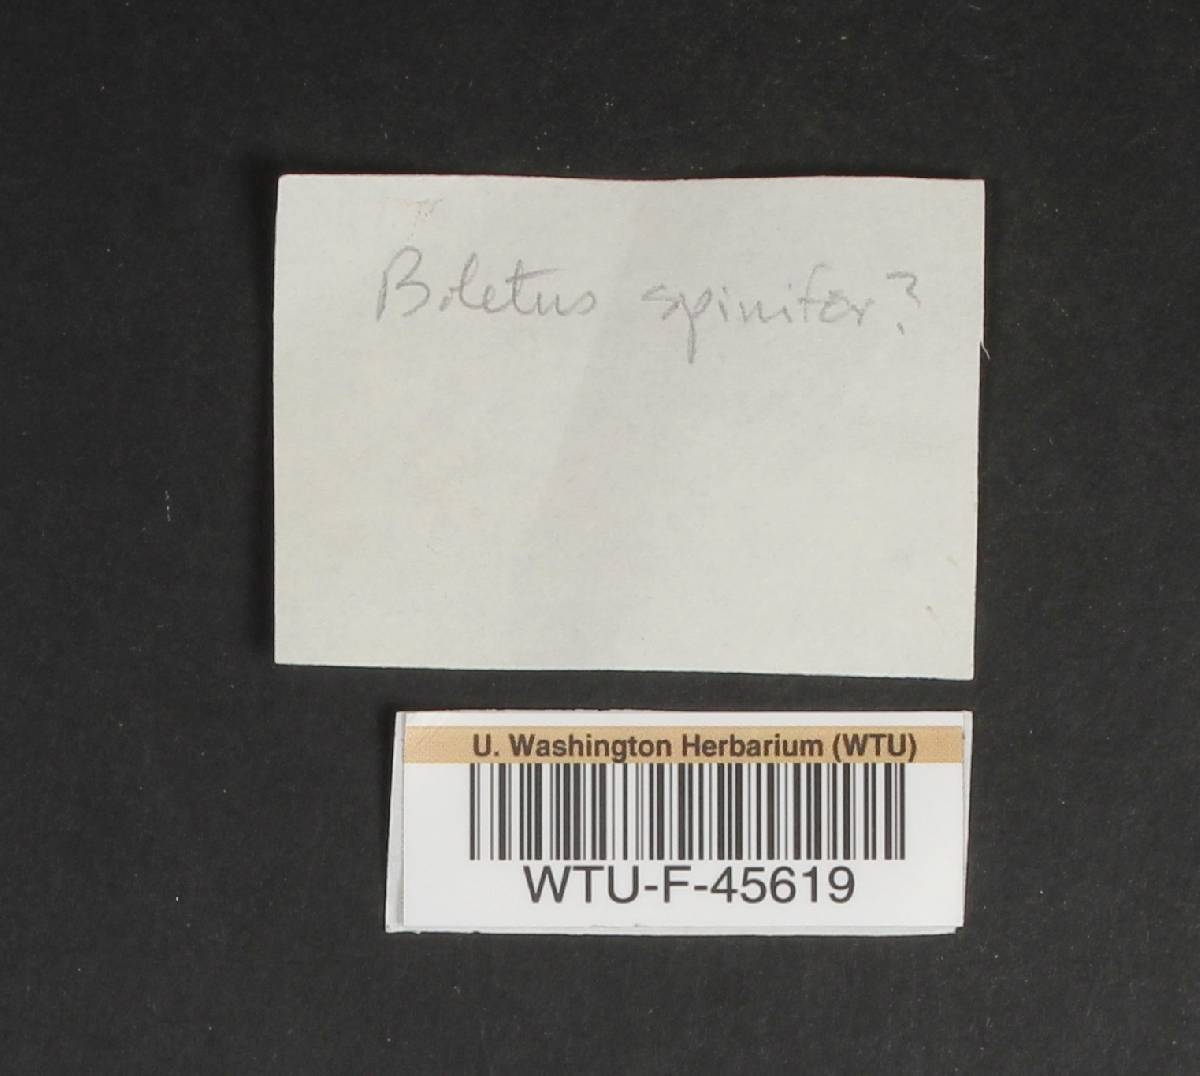 Boletus spinifer?
U. Washington Herbarium (WTU)
WTU-F-45619